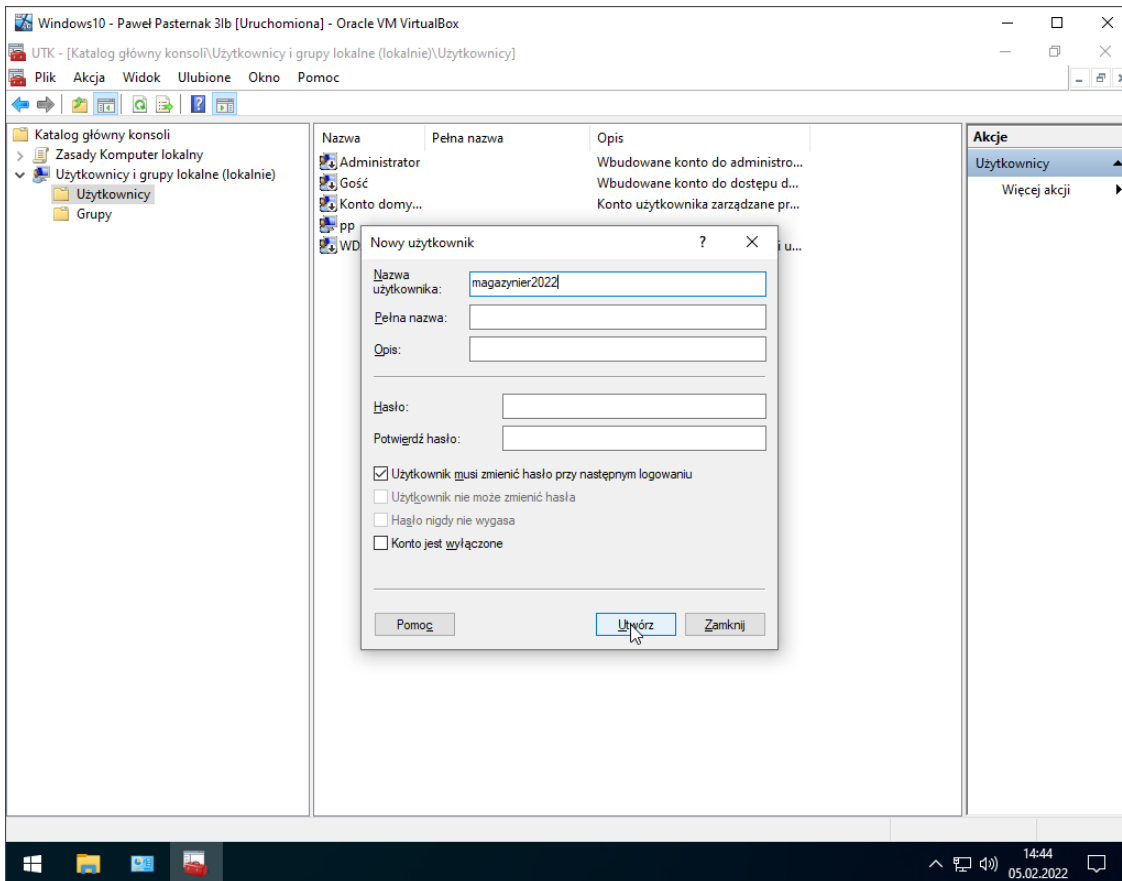 Windows10 - Paweł Pasternak 3lb [Uruchomiona] - Oracle VM VirtualBox
UTK - [Katalog główny konsoli\Użytkownicy i grupy lokalne (lokalnie)\Użytkownicy]
Plik Akcja Widok Ulubione Okno Pomoc
Katalog główny konsoli
Zasady Komputer lokalny
Użytkownicy i grupy lokalne (lokalnie)
Użytkownicy
Grupy
Nazwa Pełna nazwa Opis
Administrator Wbudowane konto do administro...
Gość Wbudowane konto do dostępu d...
Konto domy... Konto użytkownika zarządzane pr...
pp
WD i u...
Akcje
Użytkownicy
Więcej akcji
Nowy użytkownik ?
Nazwa użytkownika: magazynier2022
Pełna nazwa:
Opis:
Hasło:
Potwierdź hasło:
Użytkownik musi zmienić hasło przy następnym logowaniu
Użytkownik nie może zmienić hasła
Hasło nigdy nie wygasa
Konto jest wyłączone
Pomoc Utwórz Zamknij
14:44
05.02.2022